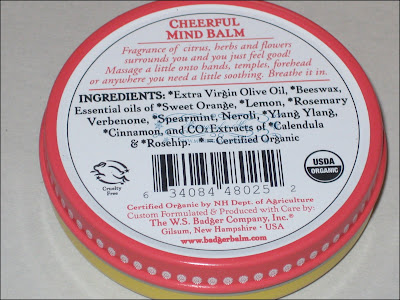 CHEERFUL
MIND BALM
Fragrance of citrus, herbs and flowers
surrounds you and you just feel good!
Massage a little onto hands, temples, forehead
or anywhere you need a little soothing. Breathe it in.
INGREDIENTS: *Extra Virgin Olive Oil, *Beeswax,
Essential oils of *Sweet Orange, *Lemon, *Rosemary
Verbenone, *Spearmint, Neroli, *Ylang Ylang,
*Cinnamon, and CO2 Extracts of *Calendula
& *Rosehip. * = Certified Organic
Cruelty
Free
USDA
ORGANIC
6 34084 48025 2
Certified Organic by NH Dept. of Agriculture
Custom Formulated & Produced with Care by:
The W.S. Badger Company, Inc.®
Gilsum, New Hampshire • USA
www.badgerbalm.com